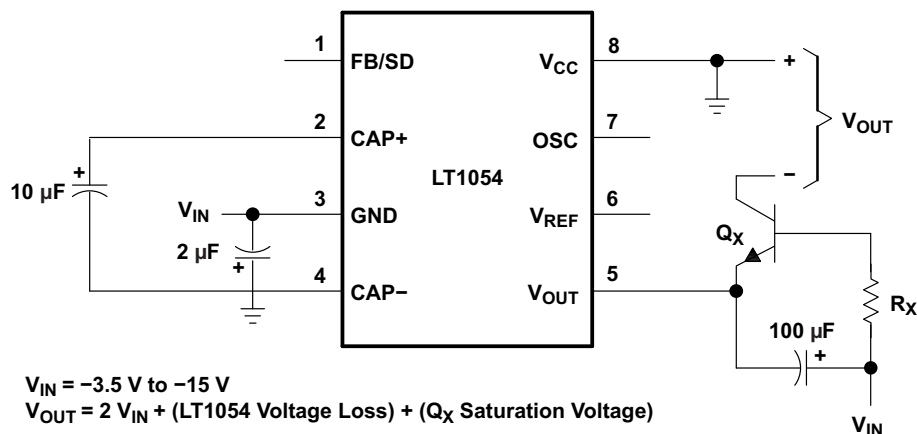 1
FB/SD
2
CAP+
3
GND
4
CAP−
LT1054
8
VCC
7
OSC
6
VREF
5
VOUT
+
10 µF
VIN
2 µF
+
+
VOUT
−
QX
RX
100 µF
+
VIN
VIN = −3.5 V to −15 V
VOUT = 2 VIN + (LT1054 Voltage Loss) + (QX Saturation Voltage)